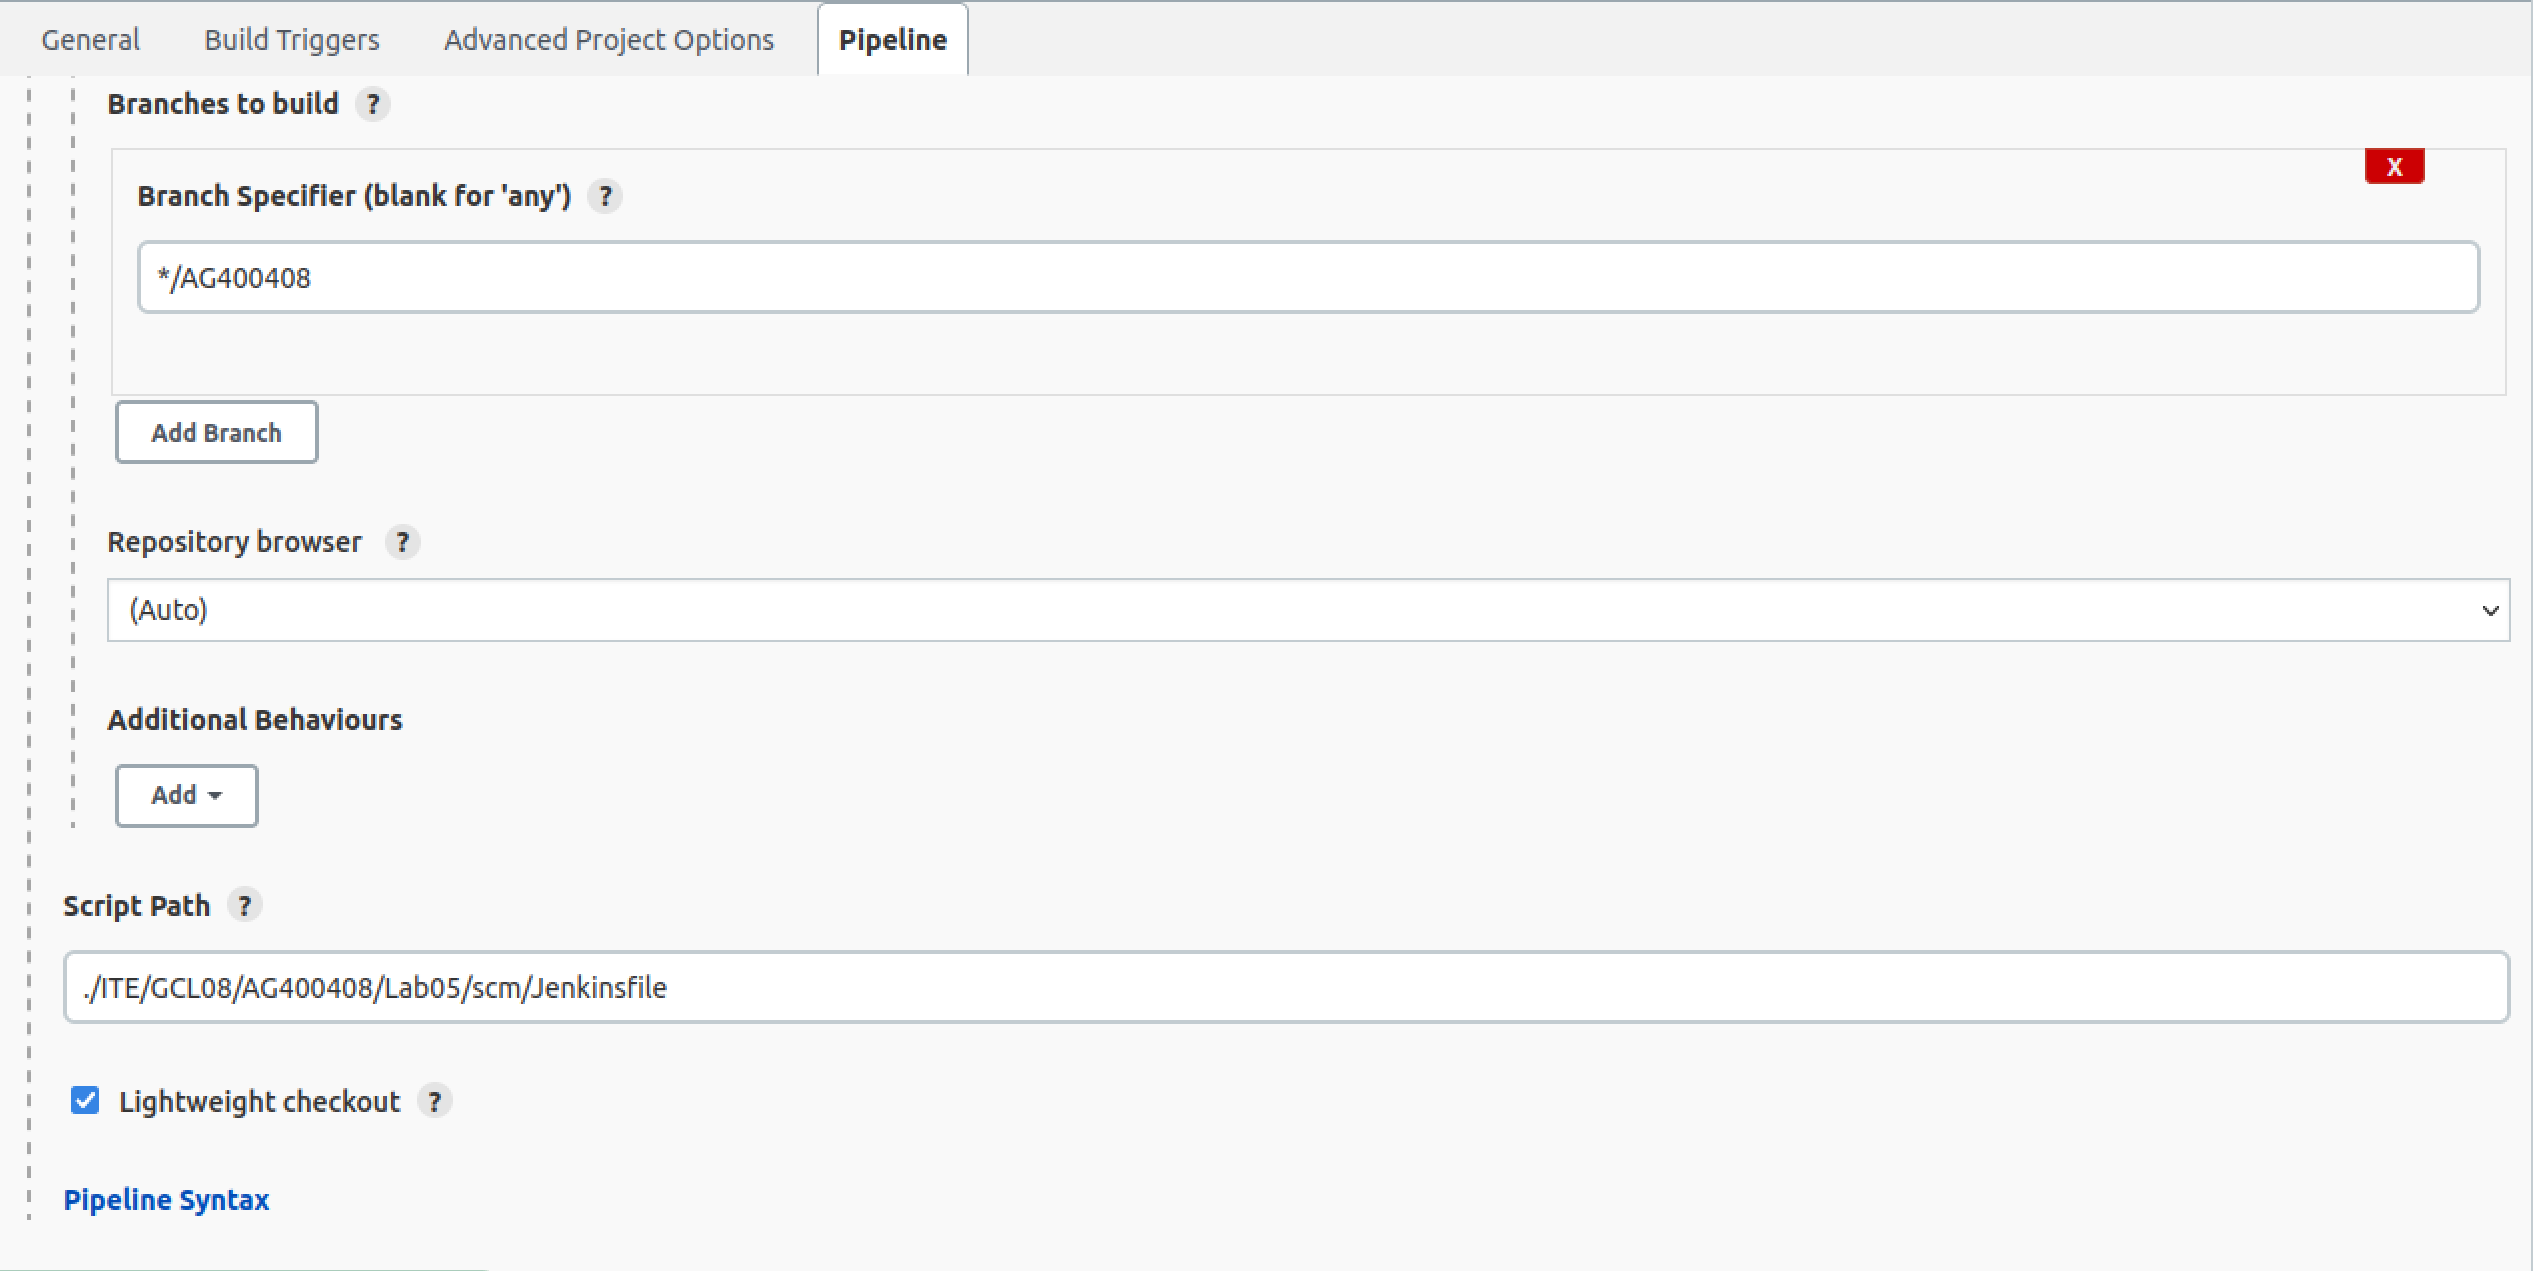 General Build Triggers Advanced Project Options Pipeline
Branches to build ?
X
Branch Specifier (blank for 'any') ?
*/AG400408
Add Branch
Repository browser ?
(Auto)
Additional Behaviours
Add
Script Path ?
./ITE/GCL08/AG400408/Lab05/scm/Jenkinsfile
Lightweight checkout ?
Pipeline Syntax